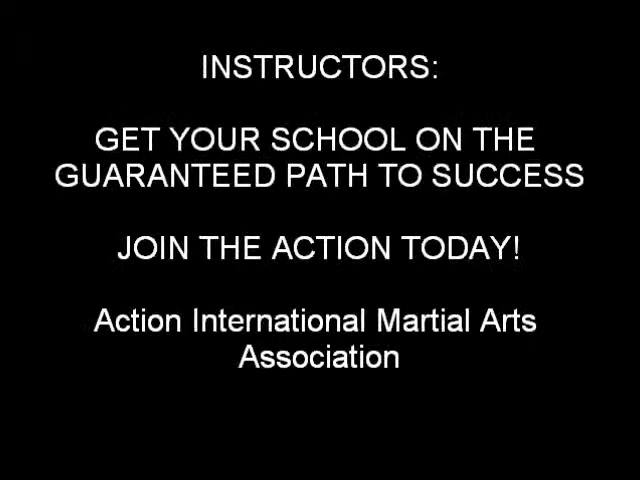 INSTRUCTORS:
GET YOUR SCHOOL ON THE
GUARANTEED PATH TO SUCCESS
JOIN THE ACTION TODAY!
Action International Martial Arts
Association